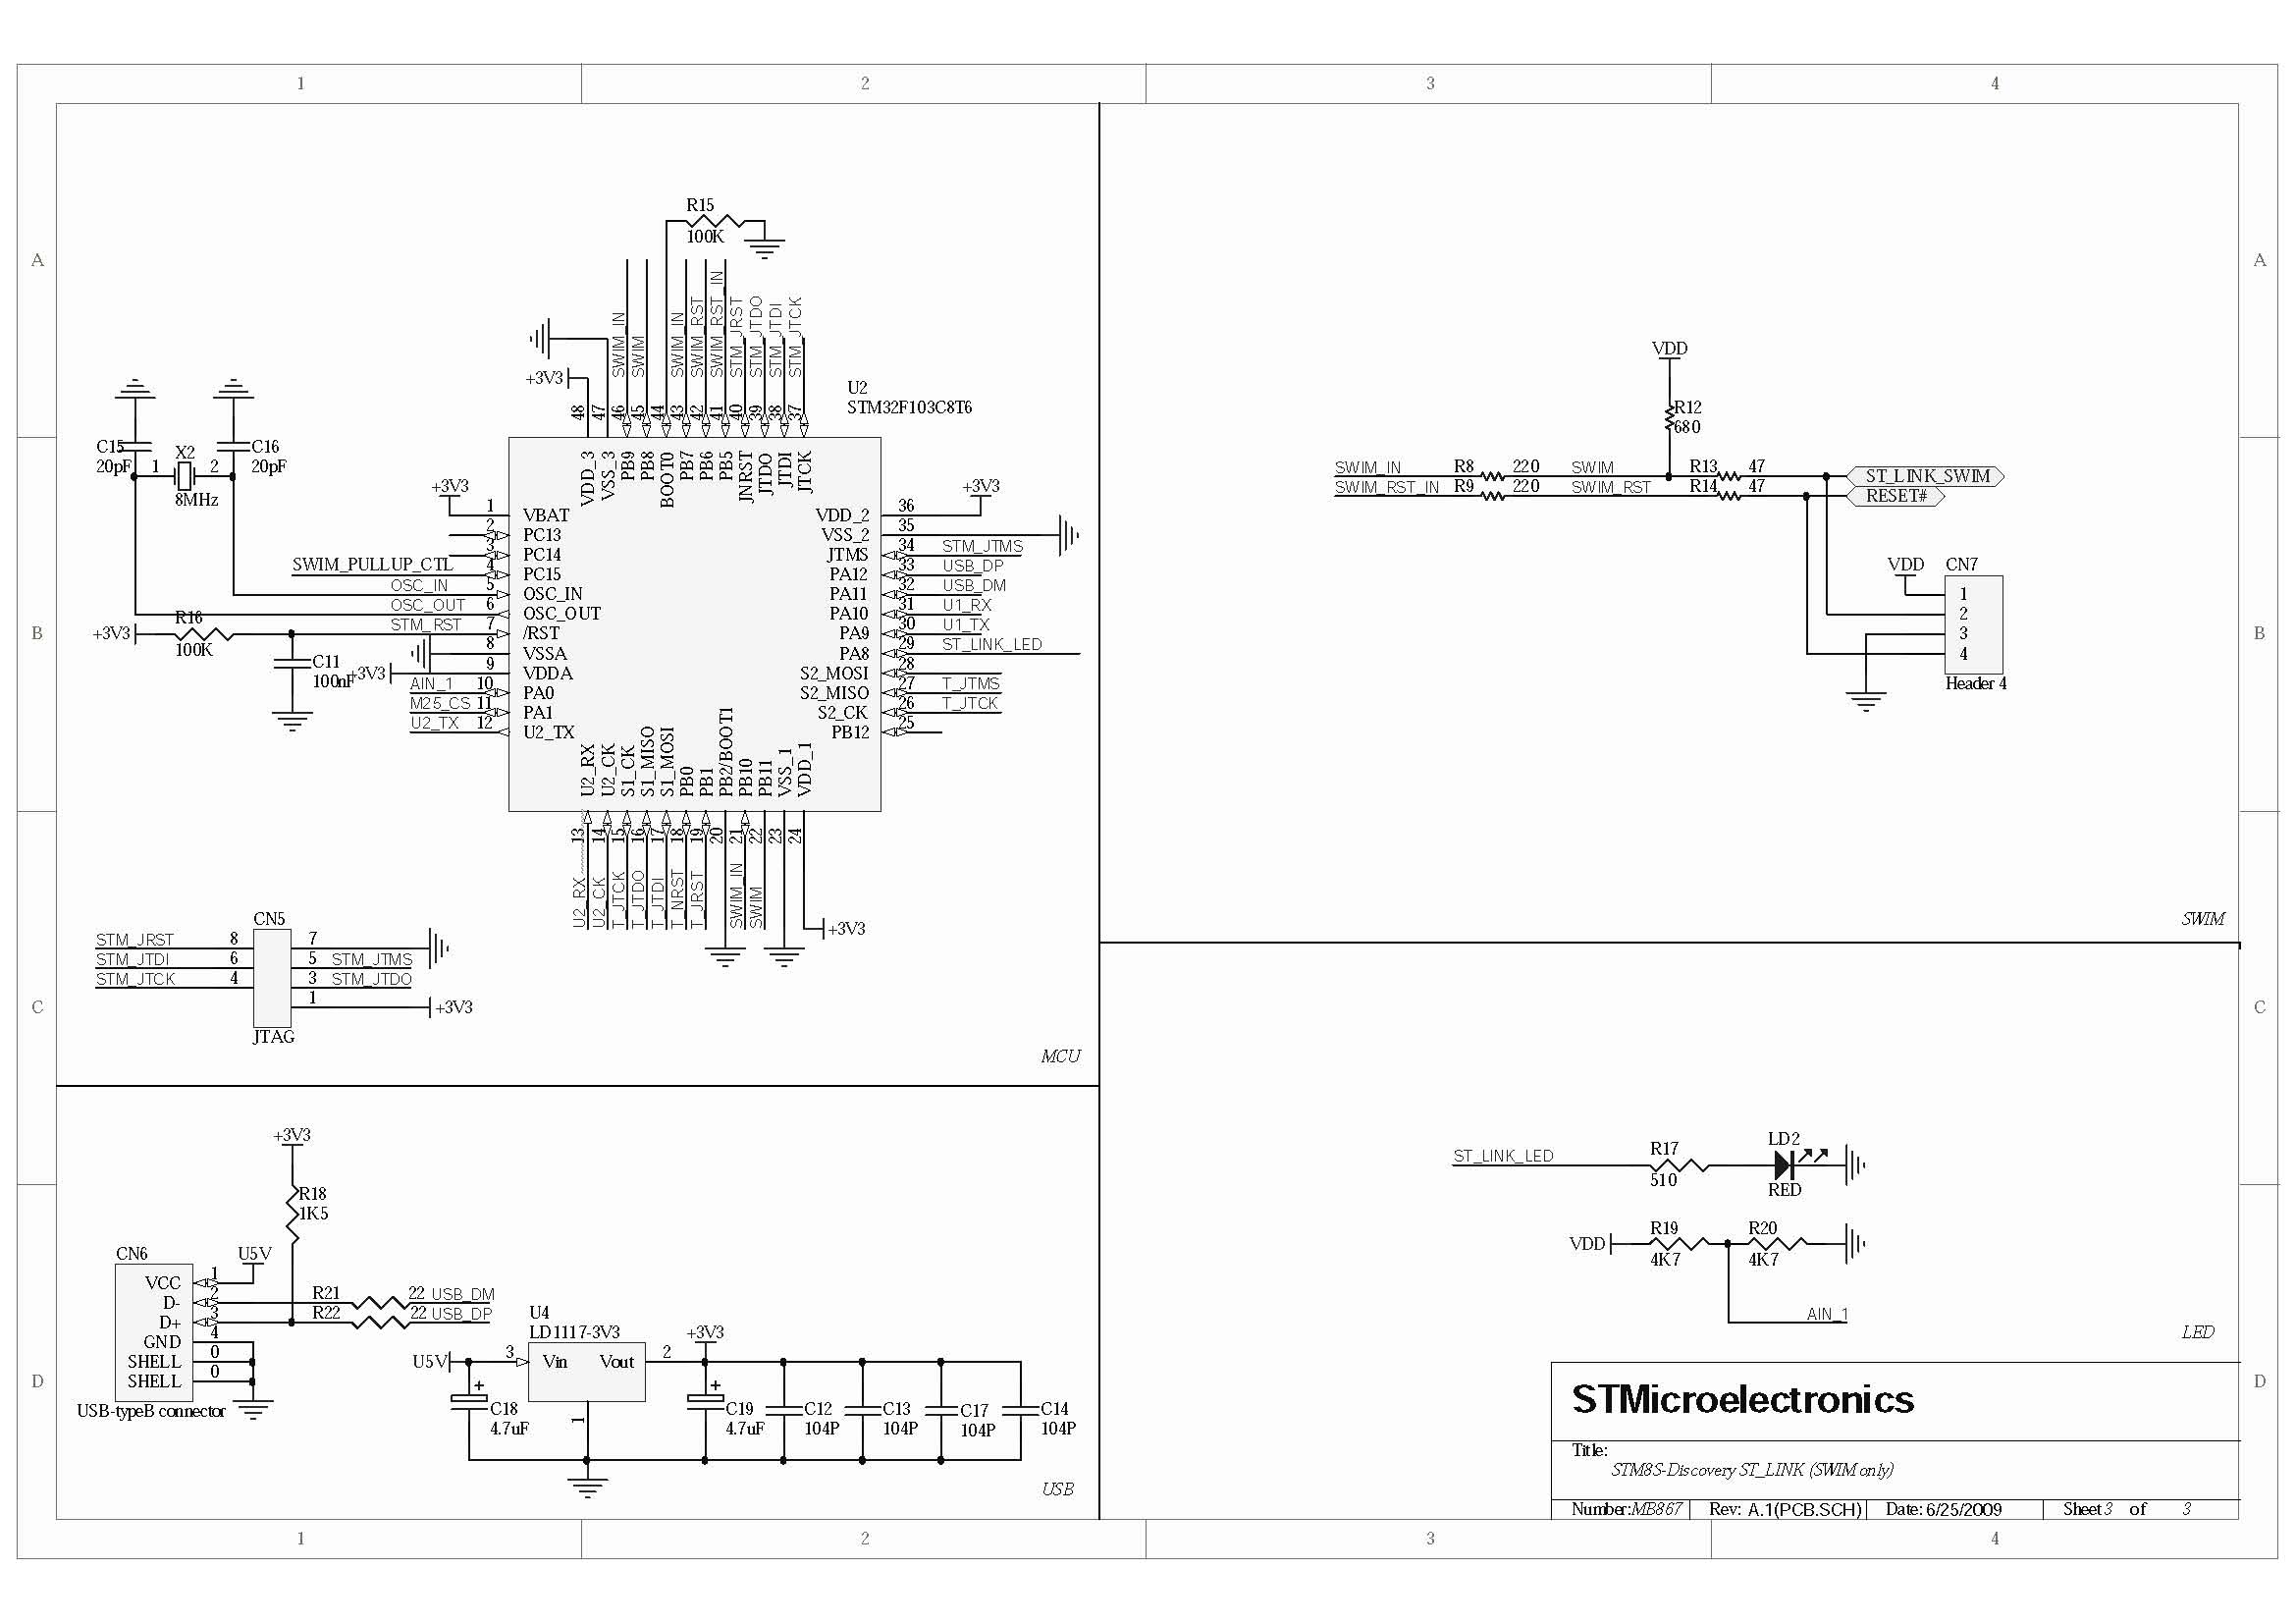 1 2 3 4
A A
B B
C C
D D
R15
100K
SWIM_IN
SWIM
SWIM_IN
SWIM_RST
SWIM_RST_IN
STM_JRST
STM_JTDO
STM_JTDI
STM_JTCK
+3V3
48 47 46 45 44 43 42 41 40 39 38 37
U2
STM32F103C8T6
VDD_3 VSS_3 PB9 PB8 BOOT0 PB7 PB6 PB5 JNRST JTDO JTDI JTCK
C15
20pF
X2
1 2
8MHz
C16
20pF
+3V3
1 VBAT
2 PC13
3 PC14
SWIM_PULLUP_CTL 4 PC15
OSC_IN 5 OSC_IN
OSC_OUT 6 OSC_OUT
STM_RST 7 /RST
8 VSSA
+3V3 9 VDDA
AIN_1 10 PA0
M25_CS 11 PA1
U2_TX 12 U2_TX
+3V3
R16
100K
C11
100nF
+3V3
VDD_2 36
VSS_2 35
JTMS 34 STM_JTMS
PA12 33 USB_DP
PA11 32 USB_DM
PA10 31 U1_RX
PA9 30 U1_TX
PA8 29 ST_LINK_LED
S2_MOSI 28
S2_MISO 27 T_JTMS
S2_CK 26 T_JTCK
PB12 25
U2_RX U2_CK S1_CK S1_MISO S1_MOSI PB0 PB1 PB2/BOOT1 PB10 PB11 VSS_1 VDD_1
13 14 15 16 17 18 19 20 21 22 23 24
U2_RX
U2_CK
T_JTCK
T_JTDO
T_JTDI
T_NRST
T_JRST
SWIM_IN
SWIM
+3V3
CN5
STM_JRST 8 7
STM_JTDI 6 5 STM_JTMS
STM_JTCK 4 3 STM_JTDO
1 +3V3
JTAG
MCU
VDD
R12
680
SWIM_IN R8 220 SWIM R13 47 ST_LINK_SWIM
SWIM_RST_IN R9 220 SWIM_RST R14 47 RESET#
VDD CN7
1
2
3
4
Header 4
SWIM
+3V3
R18
1K5
CN6
U5V
VCC 1
D- 2 R21 22 USB_DM
D+ 3 R22 22 USB_DP
GND 4
SHELL 0
SHELL 0
USB-typeB connector
U4
LD1117-3V3
U5V 3 Vin Vout 2 +3V3
1
+
C18
4.7uF
+
C19
4.7uF
C12
104P
C13
104P
C17
104P
C14
104P
USB
ST_LINK_LED R17
510
LD2
RED
VDD R19
4K7
R20
4K7
AIN_1
LED
STMicroelectronics
Title:
STM8S-Discovery ST_LINK (SWIM only)
Number:MB867 Rev: A.1(PCB.SCH) Date: 6/25/2009 Sheet 3 of 3
1 2 3 4